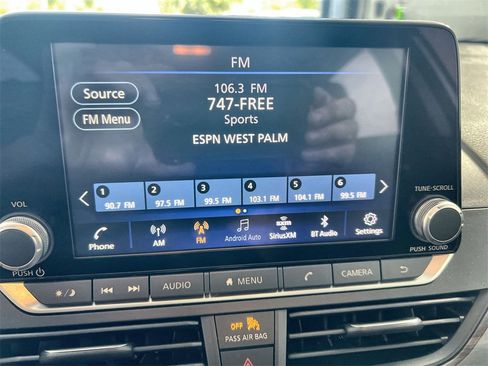 FM
Source
106.3 FM
747-FREE
FM Menu
Sports
ESPN WEST PALM
1 2 3 4 5 6
90.7 FM 97.5 FM 99.5 FM 103.1 FM 104.1 FM 99.5 FM
VOL
TUNE·SCROLL
Phone AM FM Android Auto SiriusXM BT Audio Settings
PUSH
PUSH SOUND
AUDIO MENU CAMERA
OFF
PASS AIR BAG